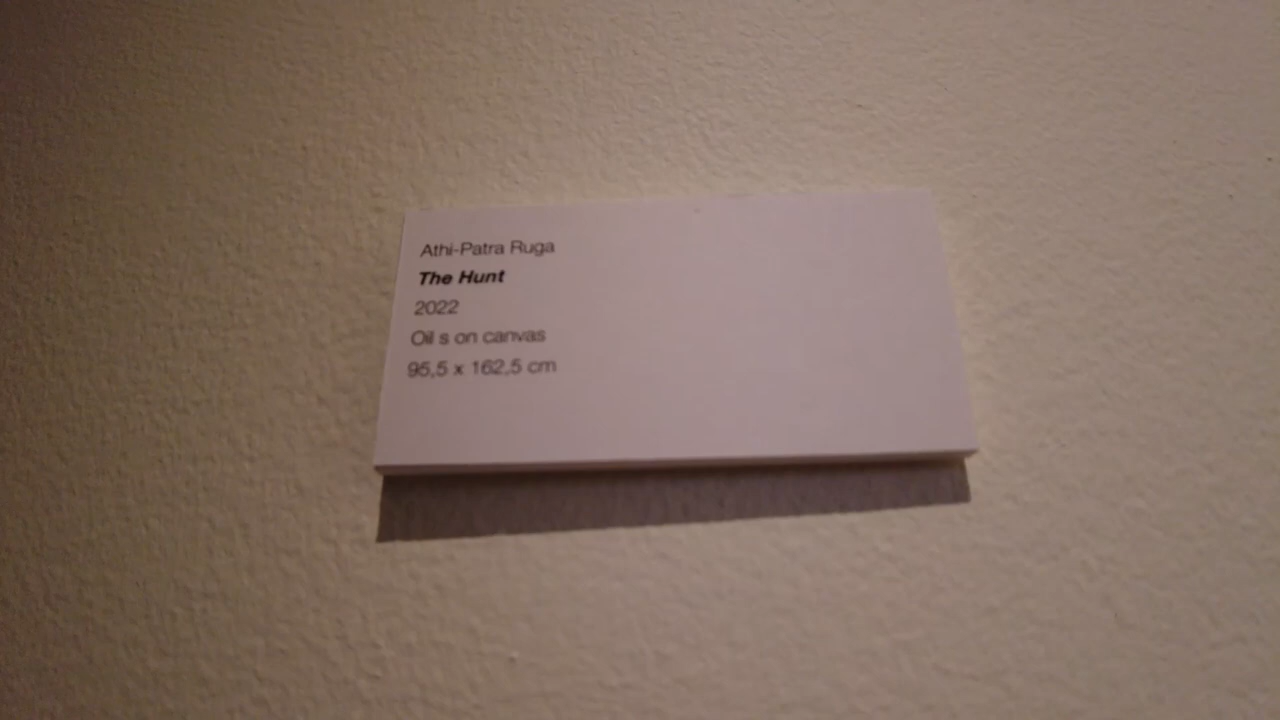 Athi-Patra Ruga
The Hunt
2022
Oil s on canvas
95,5 x 162,5 cm